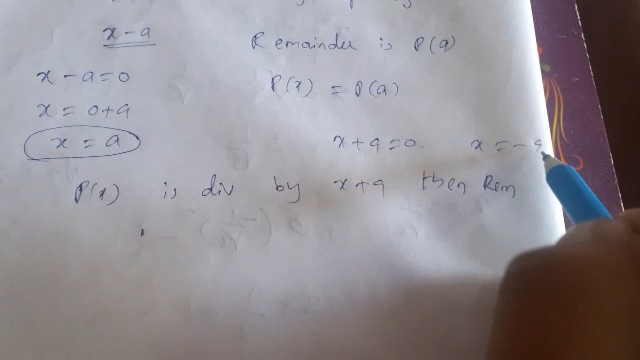 x-a Remainder is P(a)
x-a=0 P(x) = P(a)
x = 0+a
x = a x+a=0 x = -a
P(x) is div by x+a then Rem